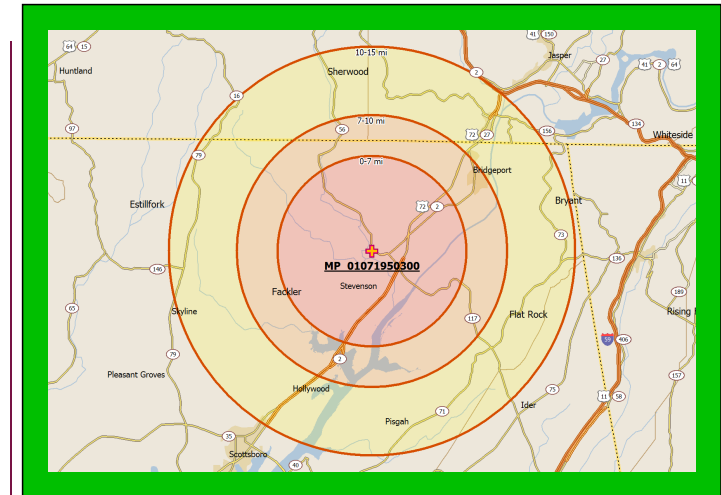 41 150
64 15
10-15 mi
Jasper
Huntland
Sherwood
2
27
41 2 64
16
7-10 mi
97
56
72 27
156
134
Whiteside
79
0-7 mi
Bridgeport
11
Estillfork
72 2
Bryant
73
MP_01071950300
136
146
Stevenson
Fackler
189
65
Skyline
Flat Rock
Rising
117
59 406
79
2
Pleasant Groves
157
Hollywood
75
11 58
Ider
Pisgah
71
35
Scottsboro
40